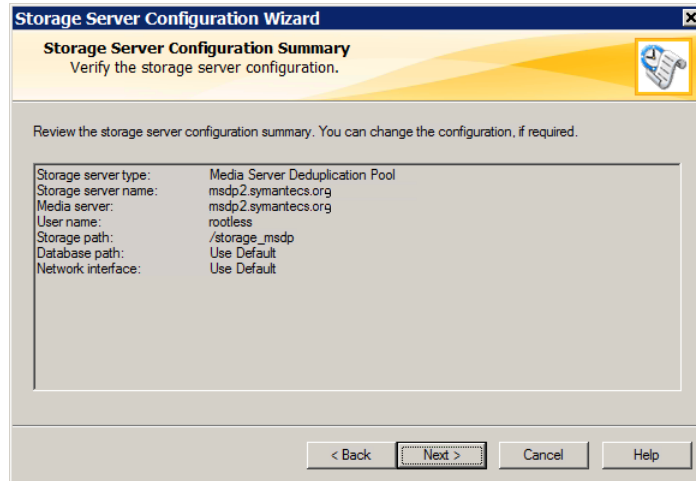 Storage Server Configuration Wizard
Storage Server Configuration Summary
Verify the storage server configuration.
Review the storage server configuration summary. You can change the configuration, if required.
Storage server type: Media Server Deduplication Pool
Storage server name: msdp2.symantecs.org
Media server: msdp2.symantecs.org
User name: rootless
Storage path: /storage_msdp
Database path: Use Default
Network interface: Use Default
< Back Next > Cancel Help